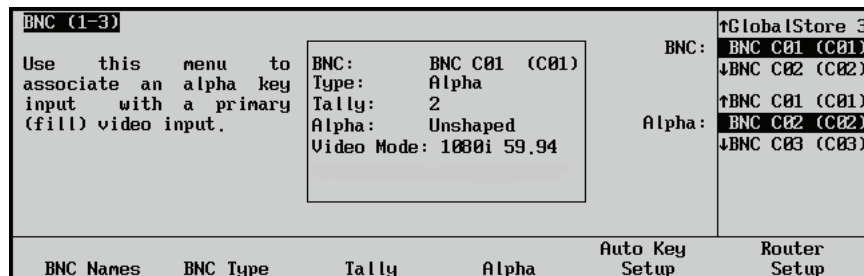 BNC (1-3)
Use this menu to
associate an alpha key
input with a primary
(fill) video input.
BNC: BNC C01 (C01)
Type: Alpha
Tally: 2
Alpha: Unshaped
Video Mode: 1080i 59.94
↑GlobalStore 3
BNC: BNC C01 (C01)
↓BNC C02 (C02)
↑BNC C01 (C01)
Alpha: BNC C02 (C02)
↓BNC C03 (C03)
BNC Names BNC Type Tally Alpha Auto Key Setup Router Setup